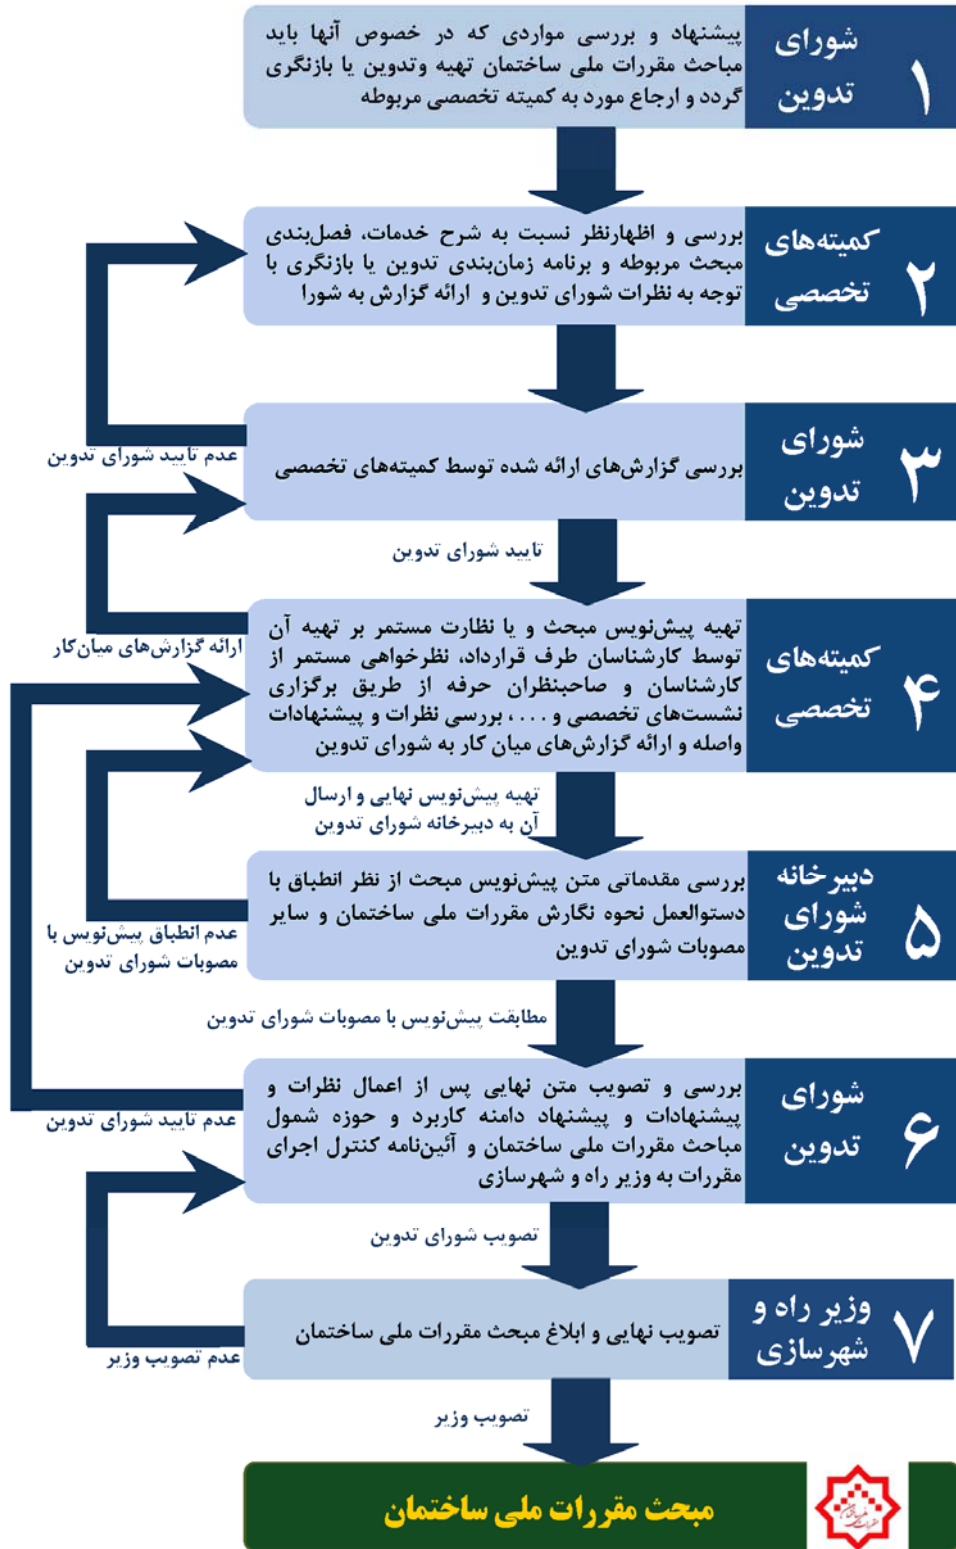 ۱
شورای
تدوین
پیشنهاد و بررسی مواردی که در خصوص آنها باید
مباحث مقررات ملی ساختمان تهیه وتدوین یا بازنگری
گردد و ارجاع مورد به کمیته تخصصی مربوطه
۲
کمیته‌های
تخصصی
بررسی و اظهارنظر نسبت به شرح خدمات، فصل‌بندی
مبحث مربوطه و برنامه زمان‌بندی تدوین یا بازنگری با
توجه به نظرات شورای تدوین و ارائه گزارش به شورا
۳
شورای
تدوین
بررسی گزارش‌های ارائه شده توسط کمیته‌های تخصصی
عدم تایید شورای تدوین
تایید شورای تدوین
۴
کمیته‌های
تخصصی
تهیه پیش‌نویس مبحث و یا نظارت مستمر بر تهیه آن
توسط کارشناسان طرف قرارداد، نظرخواهی مستمر از
کارشناسان و صاحبنظران حرفه از طریق برگزاری
نشست‌های تخصصی و . . . ، بررسی نظرات و پیشنهادات
واصله و ارائه گزارش‌های میان کار به شورای تدوین
ارائه گزارش‌های میان‌کار
تهیه پیش‌نویس نهایی و ارسال
آن به دبیرخانه شورای تدوین
۵
دبیرخانه
شورای
تدوین
بررسی مقدماتی متن پیش‌نویس مبحث از نظر انطباق با
دستوالعمل نحوه نگارش مقررات ملی ساختمان و سایر
مصوبات شورای تدوین
عدم انطباق پیش‌نویس با
مصوبات شورای تدوین
مطابقت پیش‌نویس با مصوبات شورای تدوین
۶
شورای
تدوین
بررسی و تصویب متن نهایی پس از اعمال نظرات و
پیشنهادات و پیشنهاد دامنه کاربرد و حوزه شمول
مباحث مقررات ملی ساختمان و آئین‌نامه کنترل اجرای
مقررات به وزیر راه و شهرسازی
عدم تایید شورای تدوین
تصویب شورای تدوین
۷
وزیر راه و
شهرسازی
تصویب نهایی و ابلاغ مبحث مقررات ملی ساختمان
عدم تصویب وزیر
تصویب وزیر
مبحث مقررات ملی ساختمان